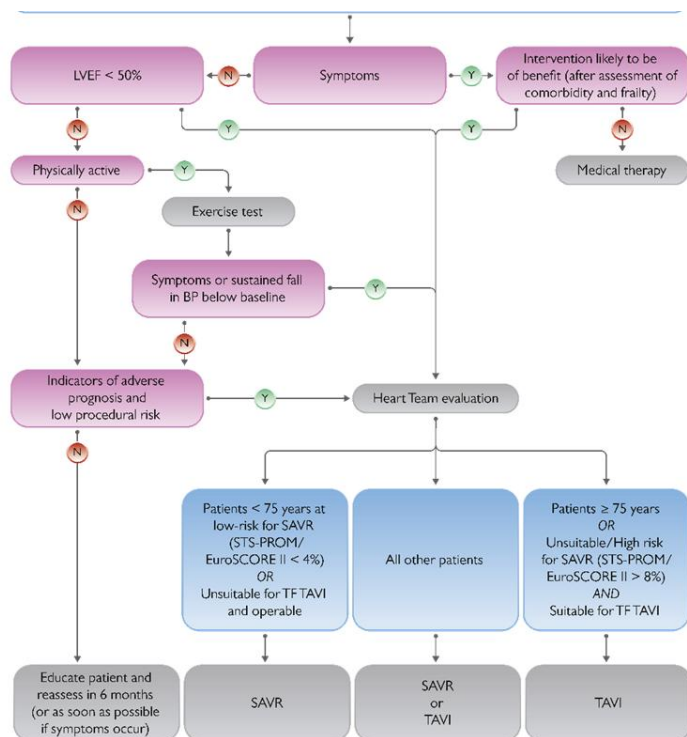 LVEF < 50%
N
Symptoms
Y
Intervention likely to be
of benefit (after assessment of
comorbidity and frailty)
N
Y
Y
N
Physically active
Y
Medical therapy
N
Exercise test
Symptoms or sustained fall
in BP below baseline
Y
N
Indicators of adverse
prognosis and
low procedural risk
Y
Heart Team evaluation
N
Patients < 75 years at
low-risk for SAVR
(STS-PROM/
EuroSCORE II < 4%)
OR
Unsuitable for TF TAVI
and operable
All other patients
Patients ≥ 75 years
OR
Unsuitable/High risk
for SAVR (STS-PROM/
EuroSCORE II > 8%)
AND
Suitable for TF TAVI
Educate patient and
reassess in 6 months
(or as soon as possible
if symptoms occur)
SAVR
SAVR
or
TAVI
TAVI